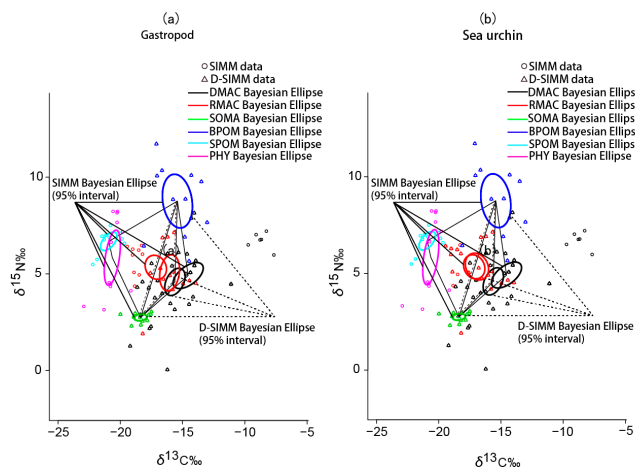 (a)
Gastropod
SIMM data
D-SIMM data
DMAC Bayesian Ellipse
RMAC Bayesian Ellipse
SOMA Bayesian Ellipse
BPOM Bayesian Ellipse
SPOM Bayesian Ellipse
PHY Bayesian Ellipse
SIMM Bayesian Ellipse
(95% interval)
D-SIMM Bayesian Ellipse
(95% interval)
10
5
0
δ15N‰
−25
−20
−15
−10
−5
δ13C‰
(b)
Sea urchin
SIMM data
D-SIMM data
DMAC Bayesian Ellips
RMAC Bayesian Ellips
SOMA Bayesian Ellips
BPOM Bayesian Ellips
SPOM Bayesian Ellips
PHY Bayesian Ellipse
SIMM Bayesian Ellipse
(95% interval)
D-SIMM Bayesian Ellipse
(95% interval)
10
5
0
δ15N‰
−25
−20
−15
−10
−5
δ13C‰